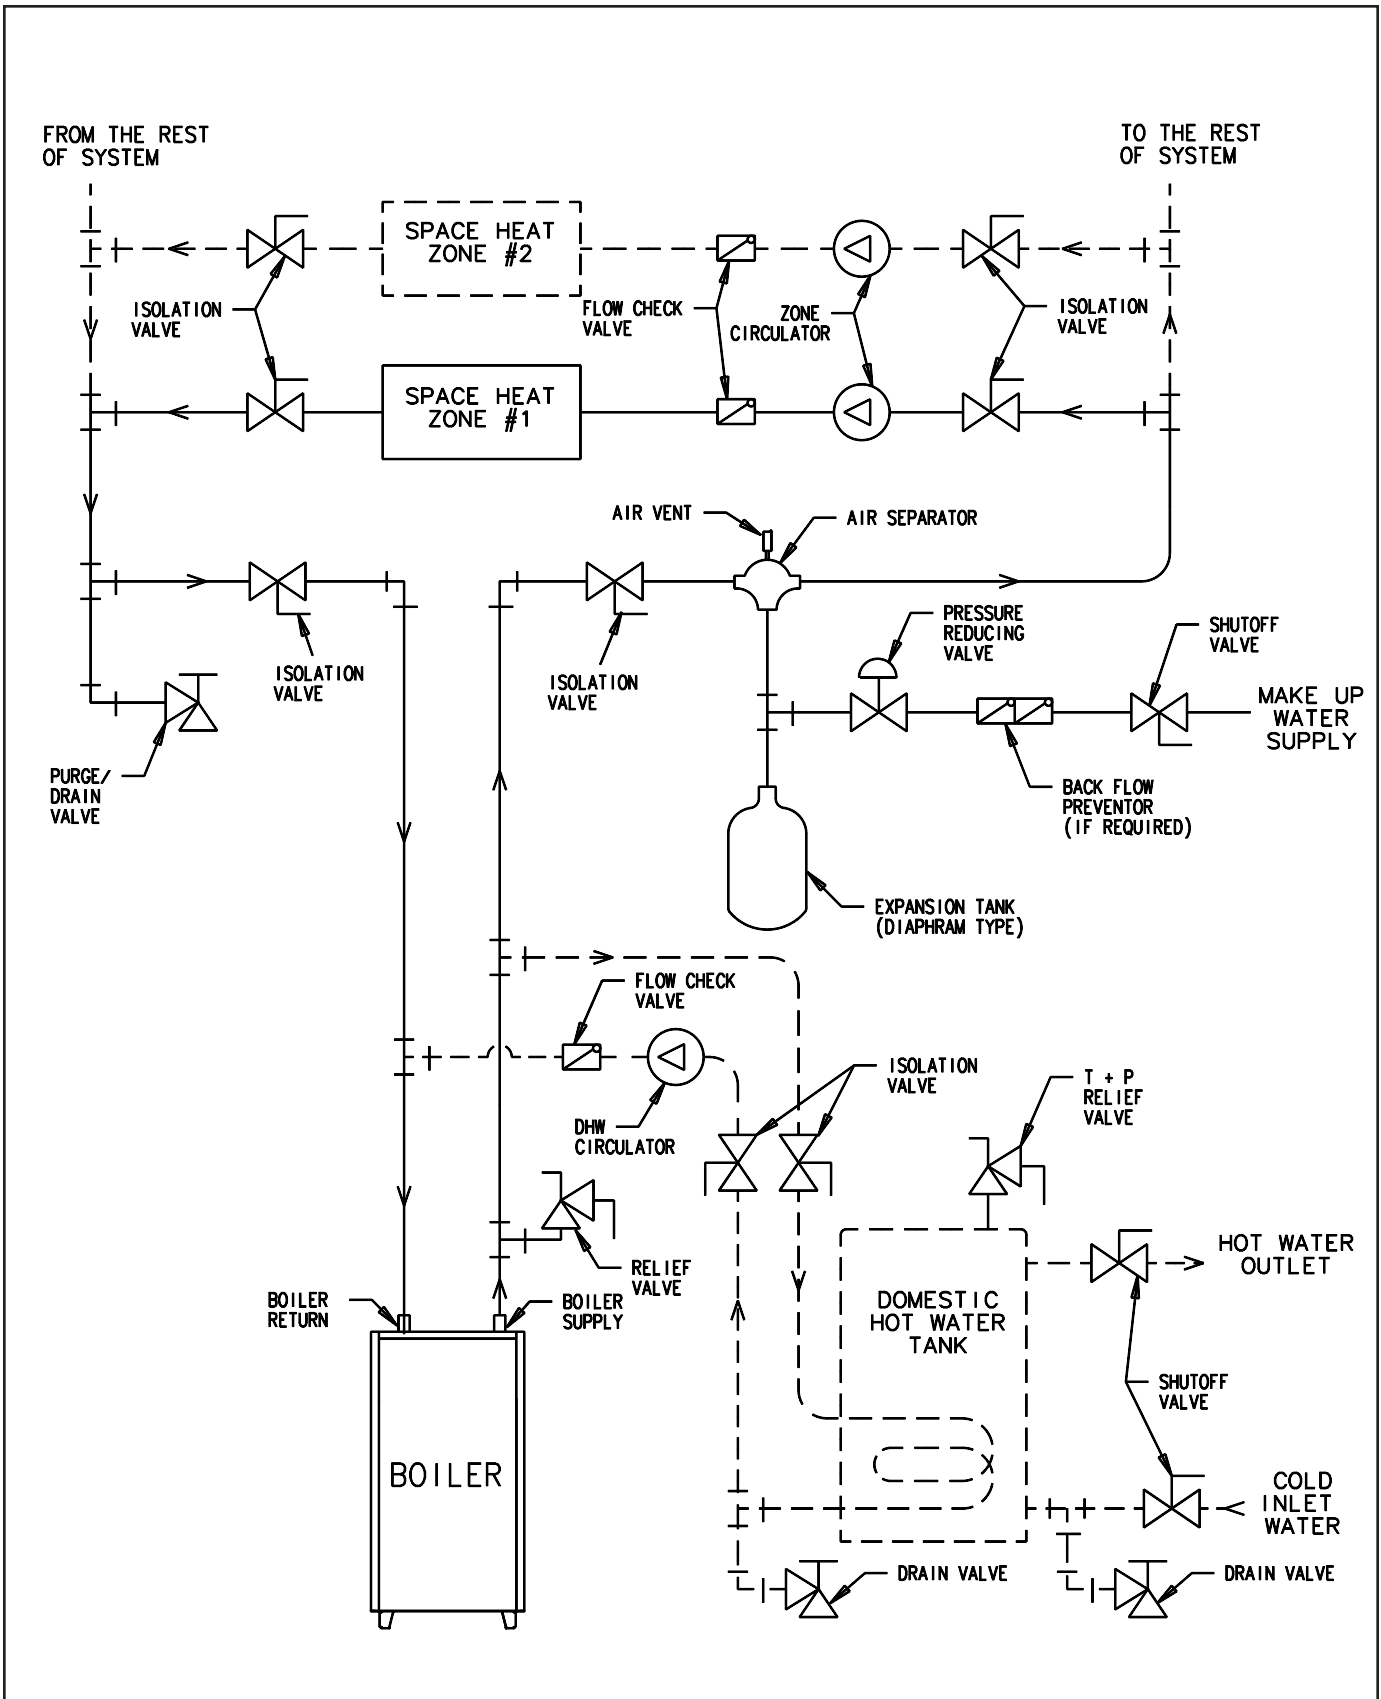 FROM THE REST
OF SYSTEM
TO THE REST
OF SYSTEM
SPACE HEAT
ZONE #2
ISOLATION
VALVE
FLOW CHECK
VALVE
ZONE
CIRCULATOR
ISOLATION
VALVE
SPACE HEAT
ZONE #1
AIR VENT
AIR SEPARATOR
PRESSURE
REDUCING
VALVE
SHUTOFF
VALVE
ISOLATION
VALVE
ISOLATION
VALVE
MAKE UP
WATER
SUPPLY
PURGE/
DRAIN
VALVE
BACK FLOW
PREVENTOR
(IF REQUIRED)
EXPANSION TANK
(DIAPHRAM TYPE)
FLOW CHECK
VALVE
ISOLATION
VALVE
T + P
RELIEF
VALVE
DHW
CIRCULATOR
RELIEF
VALVE
HOT WATER
OUTLET
BOILER
RETURN
BOILER
SUPPLY
DOMESTIC
HOT WATER
TANK
SHUTOFF
VALVE
BOILER
COLD
INLET
WATER
DRAIN VALVE
DRAIN VALVE